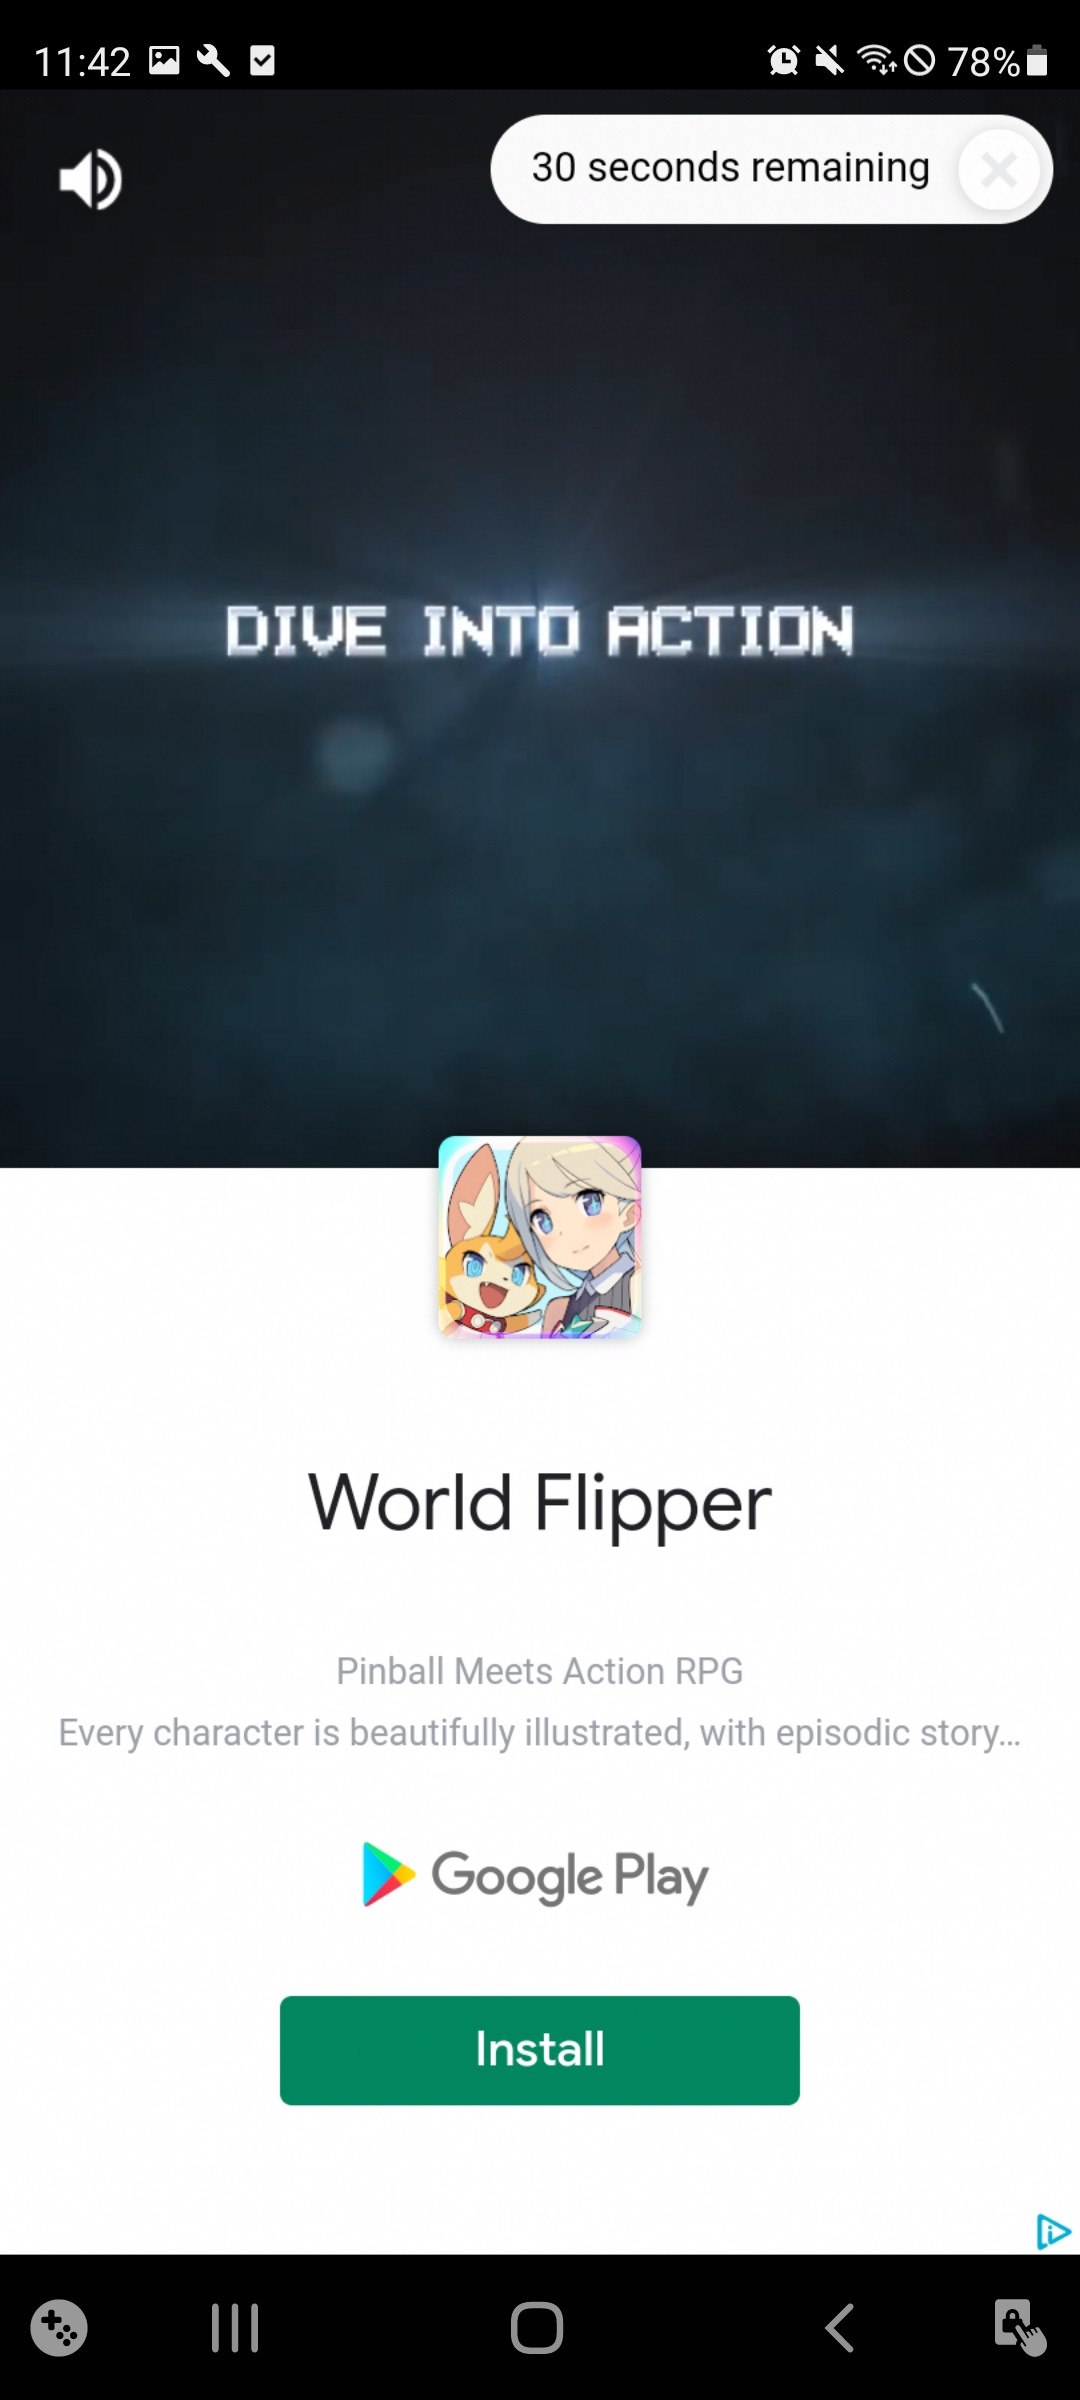 11:42
78%
30 seconds remaining
DIVE INTO ACTION
World Flipper
Pinball Meets Action RPG
Every character is beautifully illustrated, with episodic story...
Google Play
Install